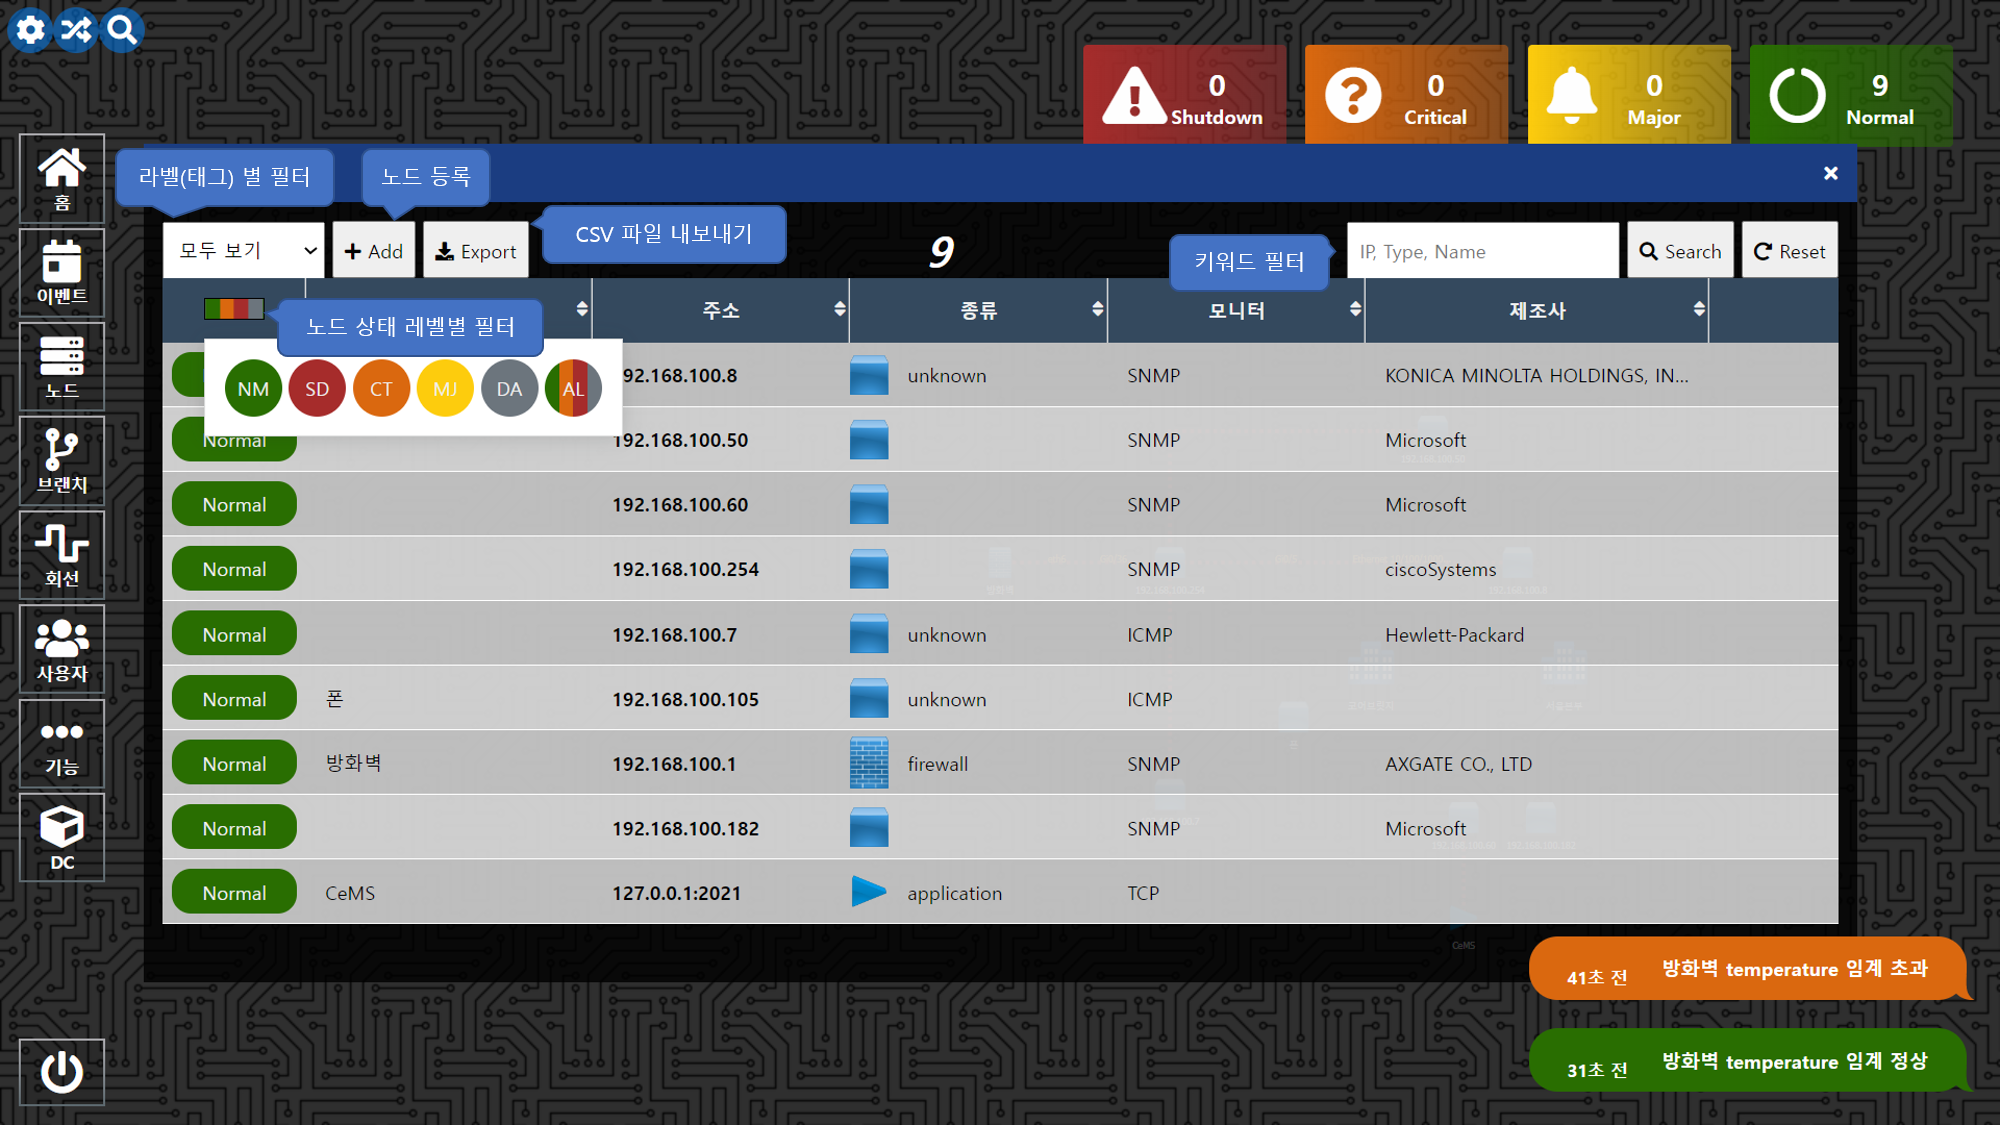 0
Shutdown
0
Critical
0
Major
9
Normal
홈
이벤트
노드
브랜치
회선
사용자
기능
DC
라벨(태그) 별 필터
노드 등록
모두 보기
Add
Export
CSV 파일 내보내기
9
키워드 필터
IP, Type, Name
Search
Reset
노드 상태 레벨별 필터
주소
종류
모니터
제조사
NM SD CT MJ DA AL
92.168.100.8 unknown SNMP KONICA MINOLTA HOLDINGS, IN...
Normal 192.168.100.50 SNMP Microsoft
Normal 192.168.100.60 SNMP Microsoft
Normal 192.168.100.254 SNMP ciscoSystems
Normal 192.168.100.7 unknown ICMP Hewlett-Packard
Normal 폰 192.168.100.105 unknown ICMP
Normal 방화벽 192.168.100.1 firewall SNMP AXGATE CO., LTD
Normal 192.168.100.182 SNMP Microsoft
Normal CeMS 127.0.0.1:2021 application TCP
CeMS
41초 전 방화벽 temperature 임계 초과
31초 전 방화벽 temperature 임계 정상